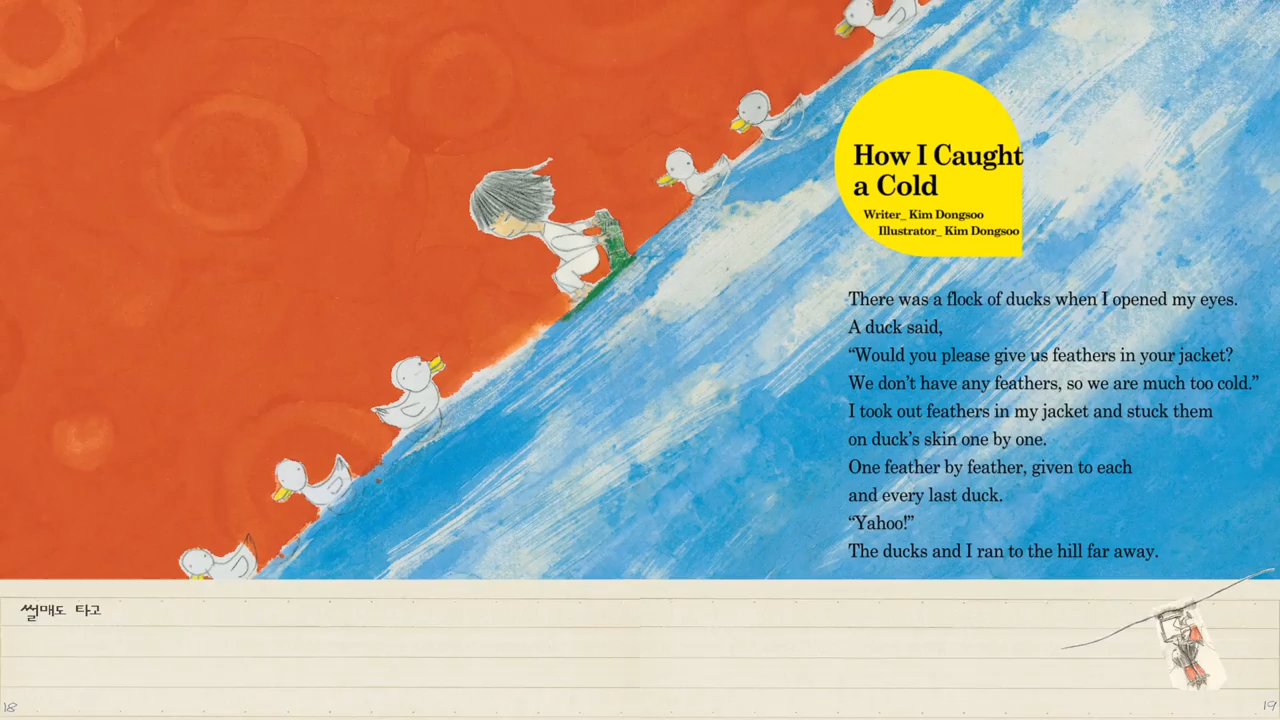 How I Caught
a Cold
Writer_ Kim Dongsoo
Illustrator_ Kim Dongsoo
There was a flock of ducks when I opened my eyes.
A duck said,
“Would you please give us feathers in your jacket?
We don’t have any feathers, so we are much too cold.”
I took out feathers in my jacket and stuck them
on duck’s skin one by one.
One feather by feather, given to each
and every last duck.
“Yahoo!”
The ducks and I ran to the hill far away.
썰매도 타고
18
19